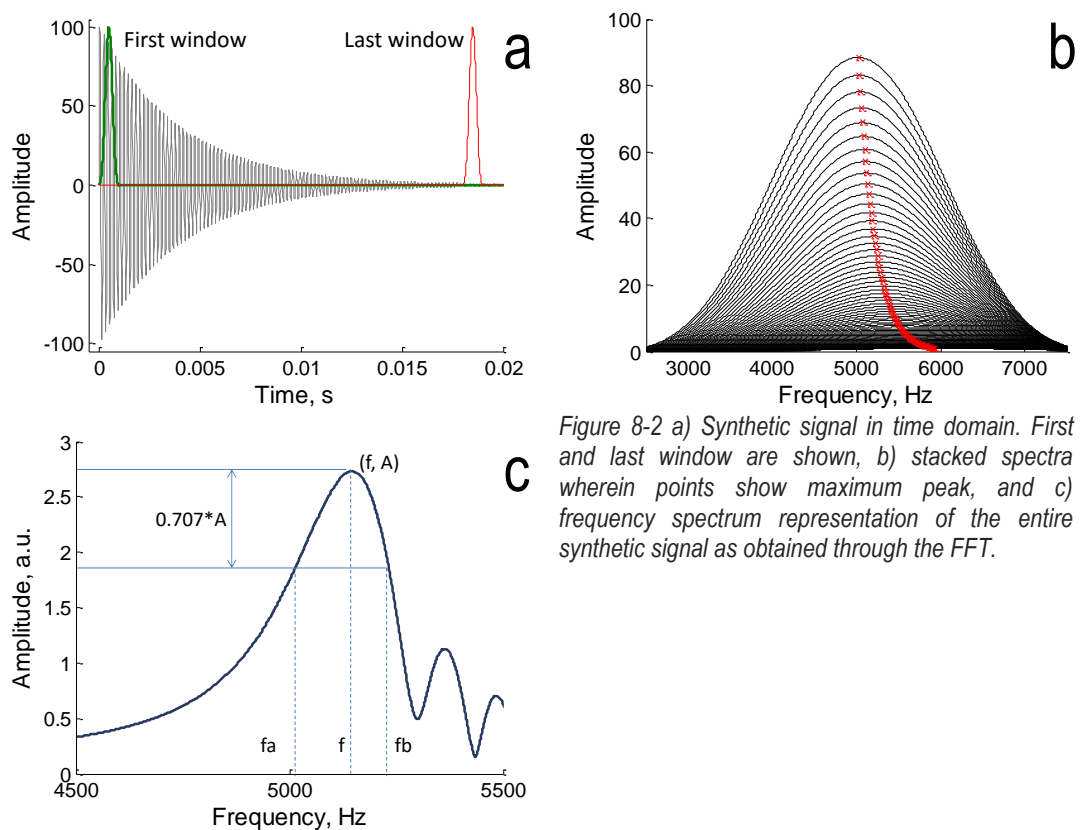 100
50
0
-50
-100
Amplitude
First window
Last window
a
0
0.005
0.01
0.015
0.02
Time, s
100
80
60
40
20
0
Amplitude
b
3000
4000
5000
6000
7000
Frequency, Hz
Figure 8-2 a) Synthetic signal in time domain. First
and last window are shown, b) stacked spectra
wherein points show maximum peak, and c)
frequency spectrum representation of the entire
synthetic signal as obtained through the FFT.
3
2.5
2
1.5
1
0.5
0
Amplitude, a.u.
(f, A)
c
0.707*A
fa
f
fb
4500
5000
5500
Frequency, Hz